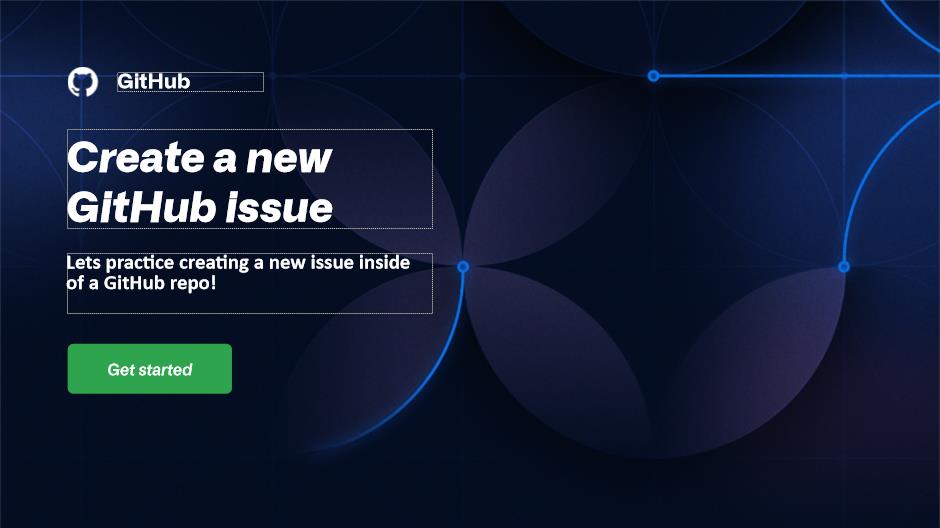 GitHub
Create a new
GitHub issue
Lets practice creating a new issue inside
of a GitHub repo!
Get started